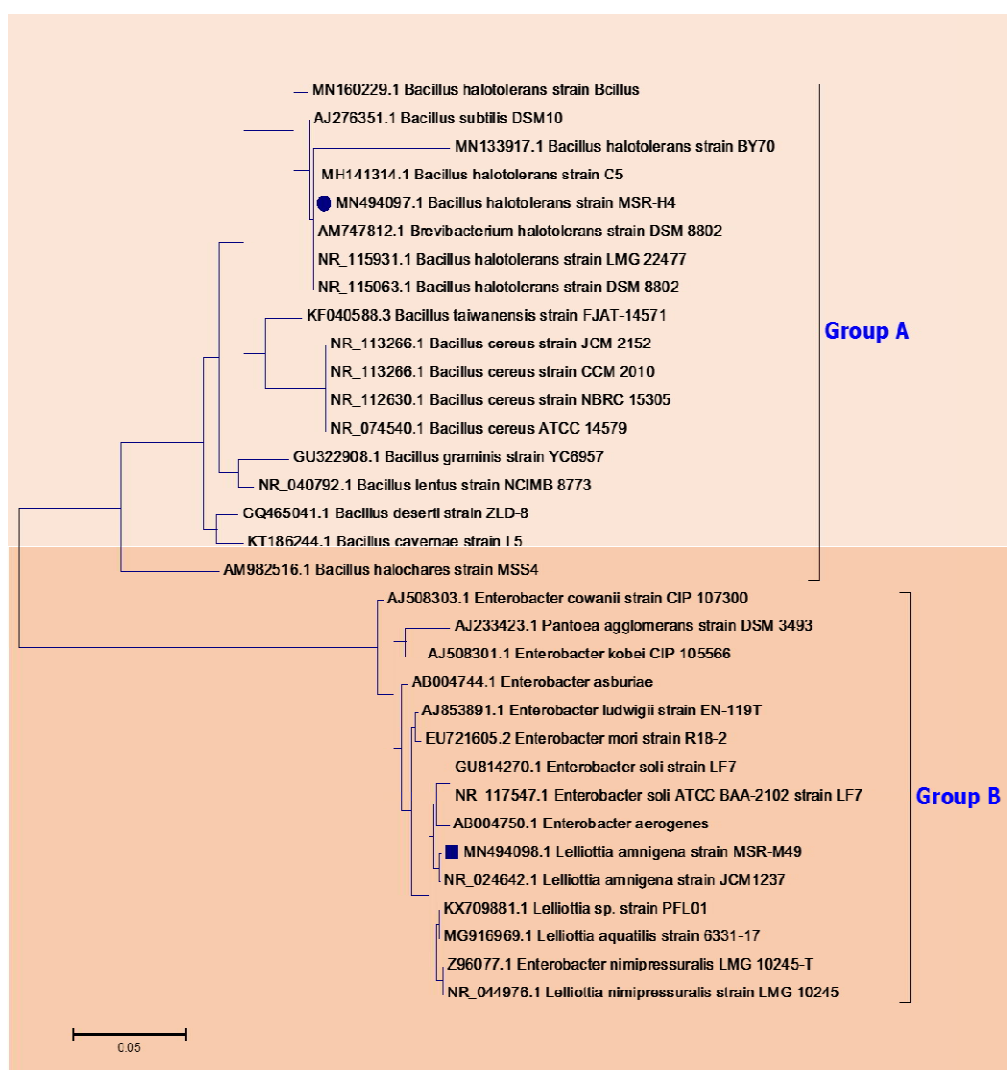 MN160229.1 Bacillus halotolerans strain Bcillus
AJ276351.1 Bacillus subtilis DSM10
MN133917.1 Bacillus halotolerans strain BY70
MH141314.1 Bacillus halotolerans strain C5
MN494097.1 Bacillus halotolerans strain MSR-H4
AM747812.1 Brevibacterium halotolerans strain DSM 8802
NR_115931.1 Bacillus halotolerans strain LMG 22477
NR_115063.1 Bacillus halotolerans strain DSM 8802
KF040588.3 Bacillus taiwanensis strain FJAT-14571
Group A
NR_113266.1 Bacillus cereus strain JCM 2152
NR_113266.1 Bacillus cereus strain CCM 2010
NR_112630.1 Bacillus cereus strain NBRC 15305
NR_074540.1 Bacillus cereus ATCC 14579
GU322908.1 Bacillus graminis strain YC6957
NR_040792.1 Bacillus lentus strain NCIMB 8773
GQ465041.1 Bacillus deserti strain ZLD-8
KT186244.1 Bacillus cavernae strain L5
AM982516.1 Bacillus halochares strain MSS4
AJ508303.1 Enterobacter cowanii strain CIP 107300
AJ233423.1 Pantoea agglomerans strain DSM 3493
AJ508301.1 Enterobacter kobei CIP 105566
AB004744.1 Enterobacter asburiae
AJ853891.1 Enterobacter ludwigii strain EN-119T
EU721605.2 Enterobacter mori strain R18-2
GU814270.1 Enterobacter soli strain LF7
NR_117547.1 Enterobacter soli ATCC BAA-2102 strain LF7
Group B
AB004750.1 Enterobacter aerogenes
MN494098.1 Lelliottia amnigena strain MSR-M49
NR_024642.1 Lelliottia amnigena strain JCM1237
KX709881.1 Lelliottia sp. strain PFL01
MG916969.1 Lelliottia aquatilis strain 6331-17
Z96077.1 Enterobacter nimipressuralis LMG 10245-T
NR_044976.1 Lelliottia nimipressuralis strain LMG 10245
0.05